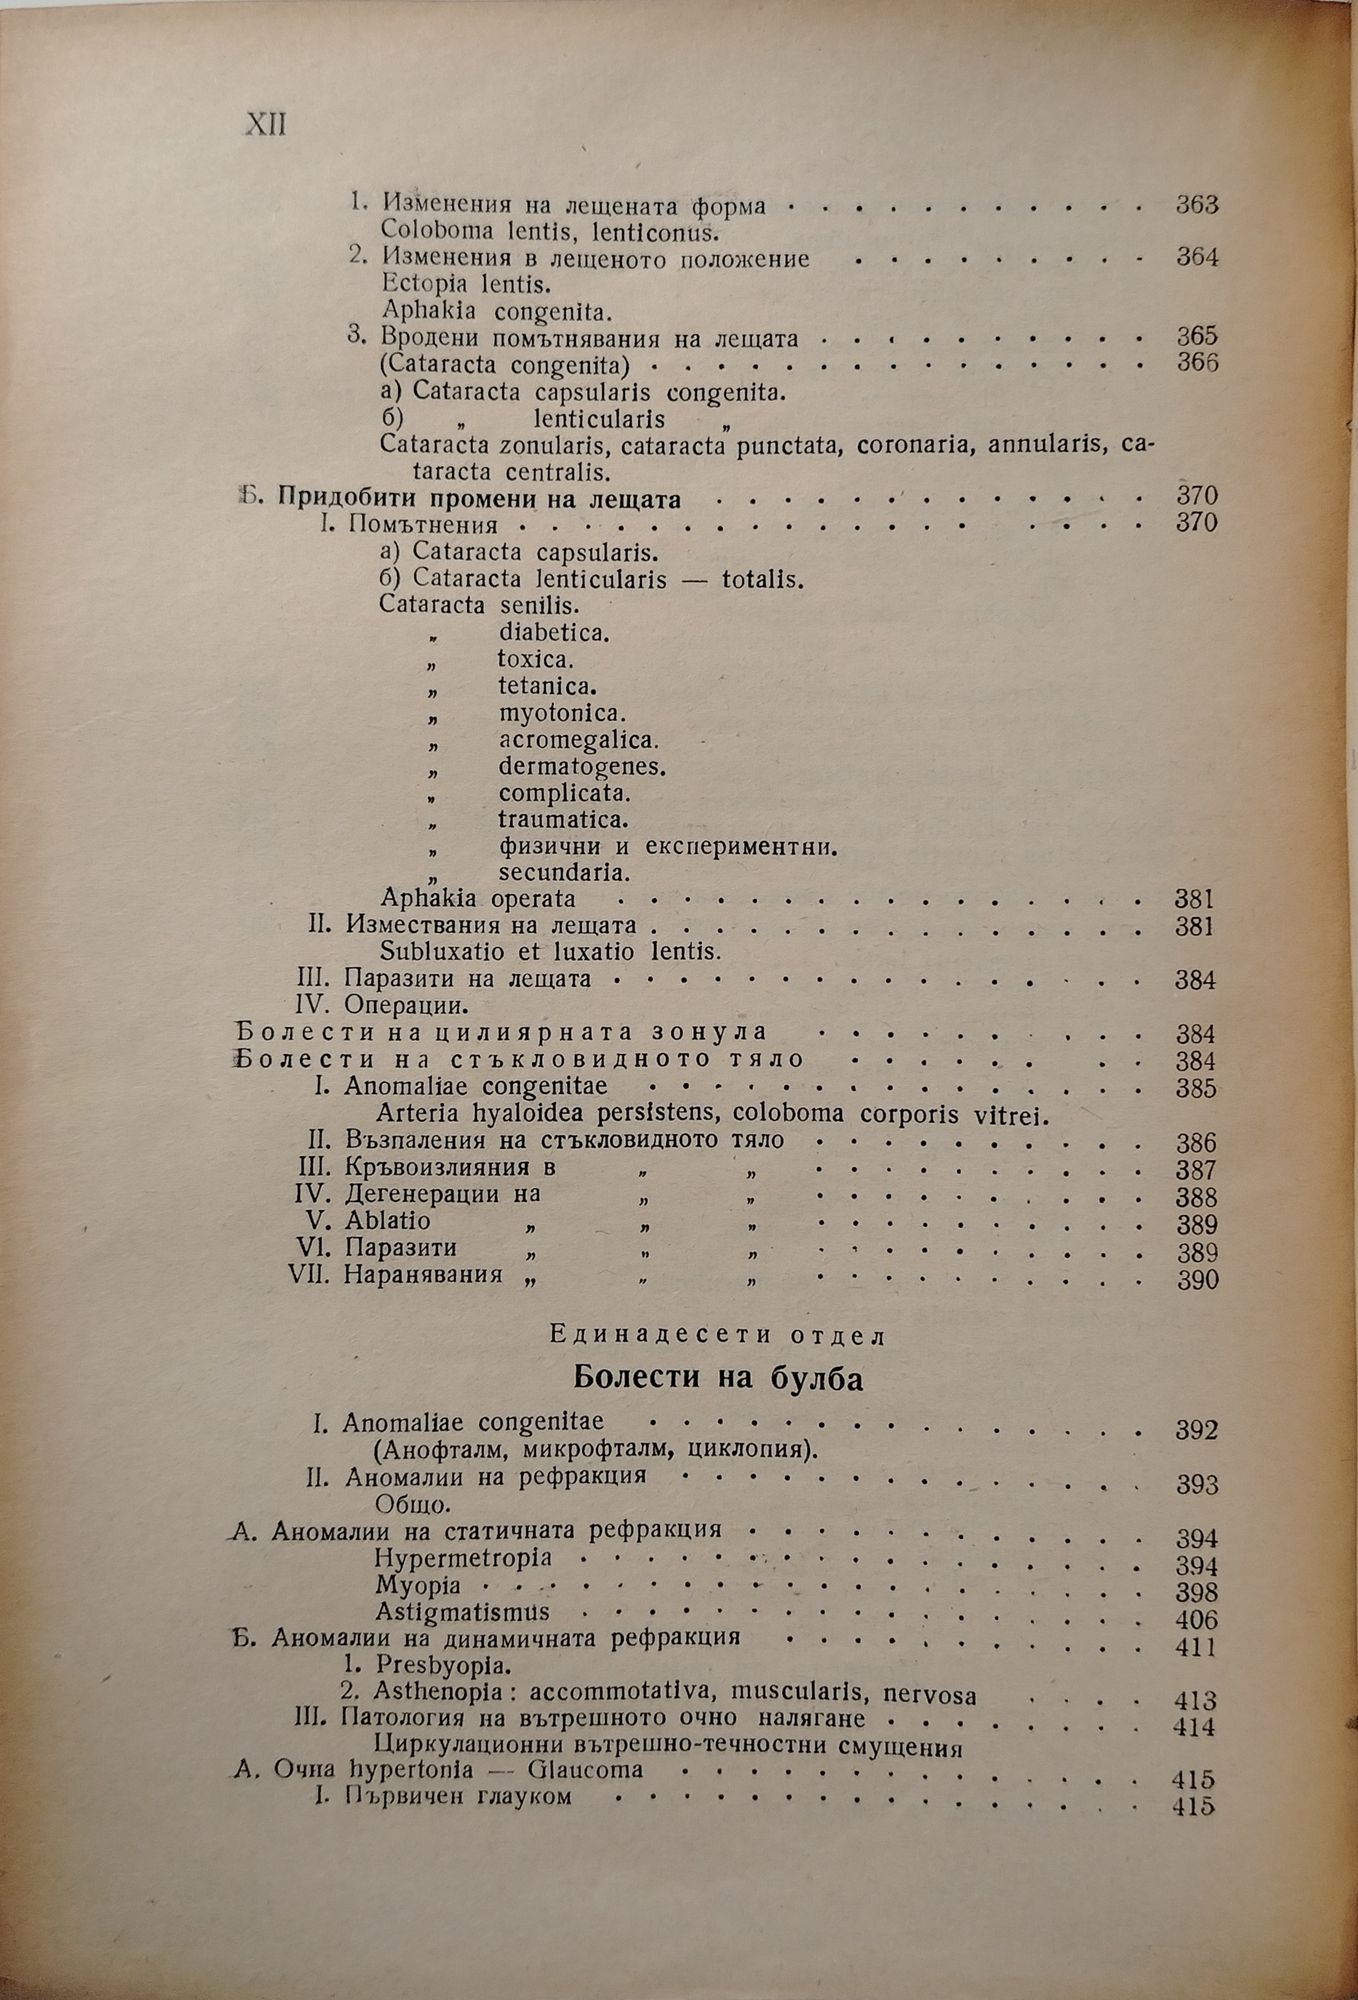 XII
1. Изменения на лещената форма . . . . . . . . . . . 363
Coloboma lentis, lenticonus.
2. Изменения в лещеното положение . . . . . . . . . 364
Ectopia lentis.
Aphakia congenita.
3. Вродени помътнявания на лещата . . . . . . . . . . 365
(Cataracta congenita) . . . . . . . . . . . . . . . 366
а) Cataracta capsularis congenita.
б) „ lenticularis „
Cataracta zonularis, cataracta punctata, coronaria, annularis, ca-
taracta centralis.
Б. Придобити промени на лещата . . . . . . . . . . . . . 370
I. Помътнения . . . . . . . . . . . . . . . . . . 370
а) Cataracta capsularis.
б) Cataracta lenticularis — totalis.
Cataracta senilis.
„ diabetica.
„ toxica.
„ tetanica.
„ myotonica.
„ acromegalica.
„ dermatogenes.
„ complicata.
„ traumatica.
„ физични и експериментни.
„ secundaria.
Aphakia operata . . . . . . . . . . . . . . . . 381
II. Измествания на лещата . . . . . . . . . . . . . . . 381
Subluxatio et luxatio lentis.
III. Паразити на лещата . . . . . . . . . . . . . . . . 384
IV. Операции.
Болести на цилиярната зонула . . . . . . . . . . 384
Болести на стъкловидното тяло . . . . . . . . 384
I. Anomaliae congenitae . . . . . . . . . . . . . . . 385
Arteria hyaloidea persistens, coloboma corporis vitrei.
II. Възпаления на стъкловидното тяло . . . . . . . . . . 386
III. Кръвоизлияния в „ „ . . . . . . . . . . 387
IV. Дегенерации на „ „ . . . . . . . . . . 388
V. Ablatio „ „ „ . . . . . . . . . . 389
VI. Паразити „ „ „ . . . . . . . . . . 389
VII. Наранявания „ „ „ . . . . . . . . . . 390
Единадесети отдел
Болести на булба
I. Anomaliae congenitae . . . . . . . . . . . . . . . 392
(Анофталм, микрофталм, циклопия).
II. Аномалии на рефракция . . . . . . . . . . . . . . 393
Общо.
А. Аномалии на статичната рефракция . . . . . . . . . . . . 394
Hypermetropia . . . . . . . . . . . . . . . . . 394
Myopia . . . . . . . . . . . . . . . . . . . . 398
Astigmatismus . . . . . . . . . . . . . . . . . 406
Б. Аномалии на динамичната рефракция . . . . . . . . . . . 411
1. Presbyopia.
2. Asthenopia : accommotativa, muscularis, nervosa . . . . 413
III. Патология на вътрешното очно налягане . . . . . . . . 414
Циркулационни вътрешно-течностни смущения
А. Очна hypertonia — Glaucoma . . . . . . . . . . . . . . 415
I. Първичен глауком . . . . . . . . . . . . . . . . 415